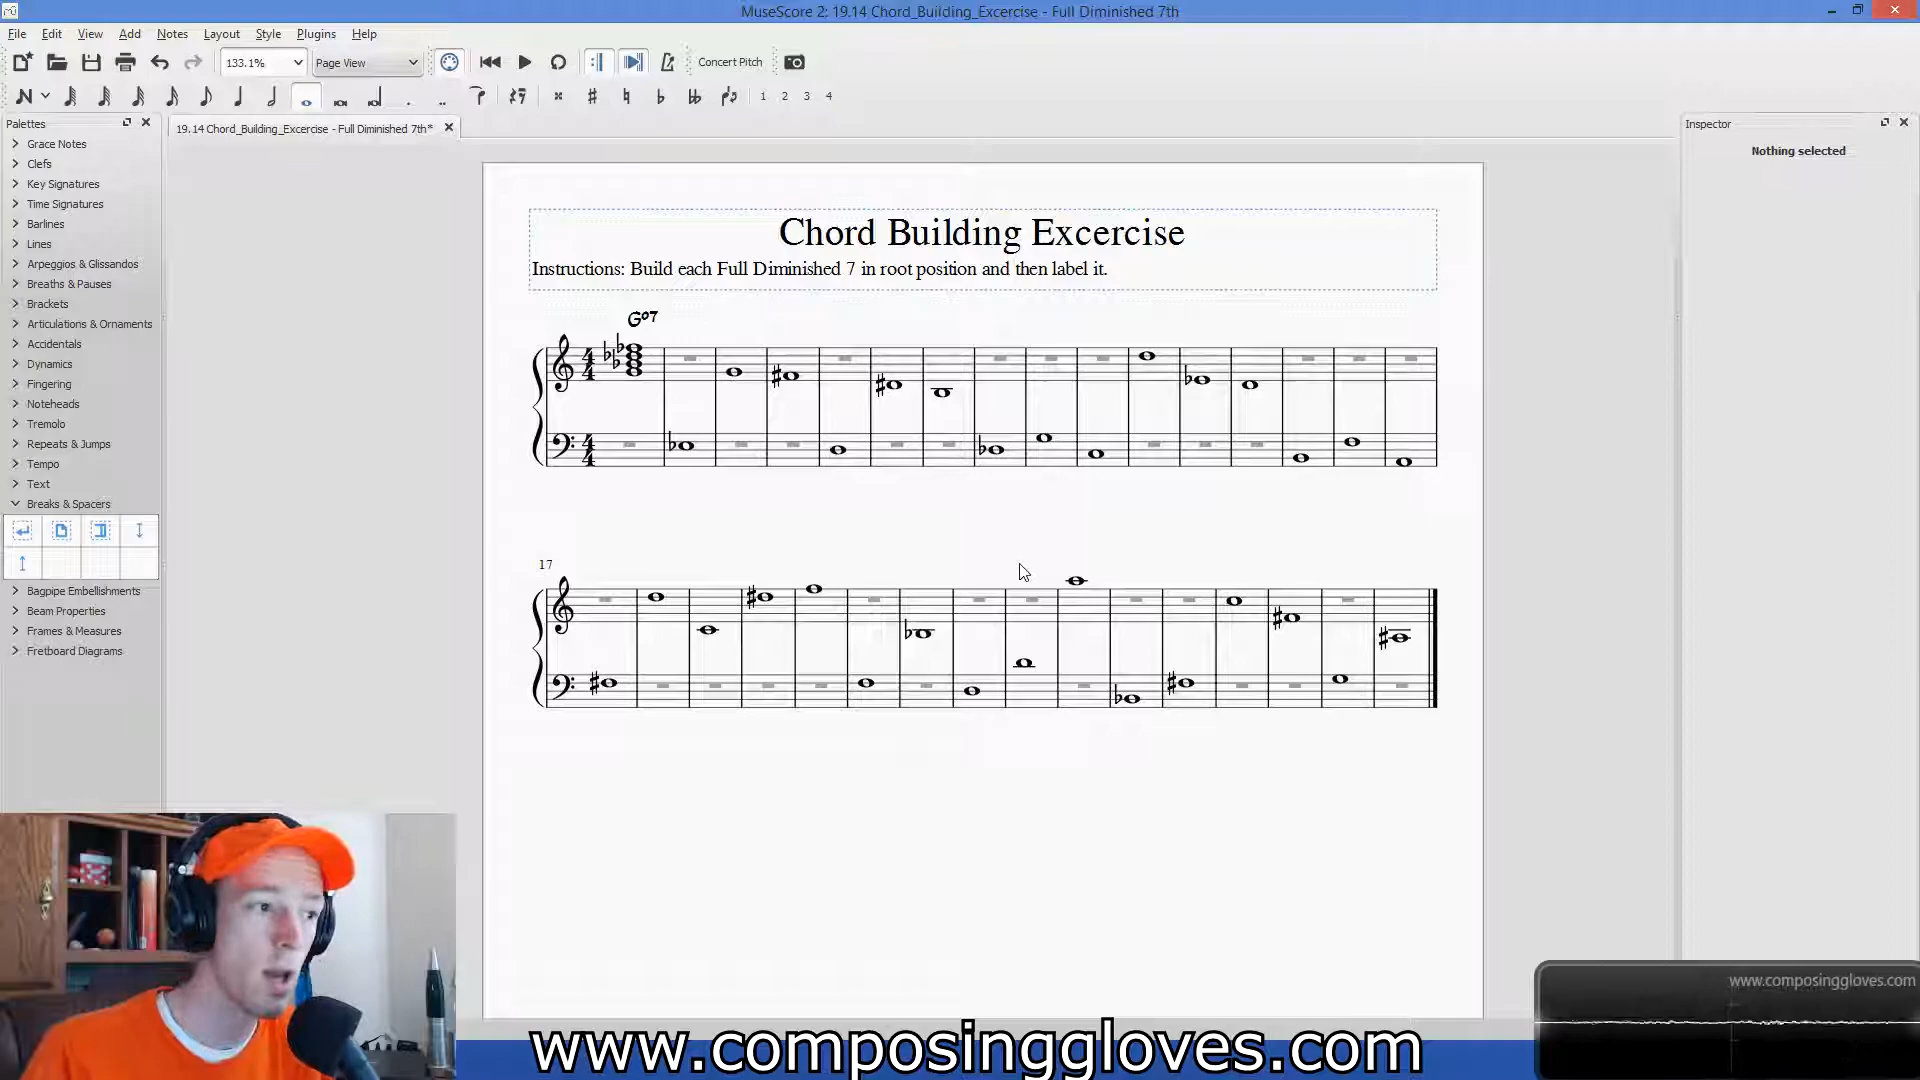 MuseScore 2: 19.14 Chord_Building_Excercise - Full Diminished 7th
File Edit View Add Notes Layout Style Plugins Help
133.1% Page View Concert Pitch
1 2 3 4
Palettes
19.14 Chord_Building_Excercise - Full Diminished 7th*
Inspector
Nothing selected
Grace Notes
Clefs
Key Signatures
Time Signatures
Barlines
Lines
Arpeggios & Glissandos
Breaths & Pauses
Brackets
Articulations & Ornaments
Accidentals
Dynamics
Fingering
Noteheads
Tremolo
Repeats & Jumps
Tempo
Text
Breaks & Spacers
Bagpipe Embellishments
Beam Properties
Frames & Measures
Fretboard Diagrams
Chord Building Excercise
Instructions: Build each Full Diminished 7 in root position and then label it.
Go7
17
www.composinggloves.com
www.composinggloves.com